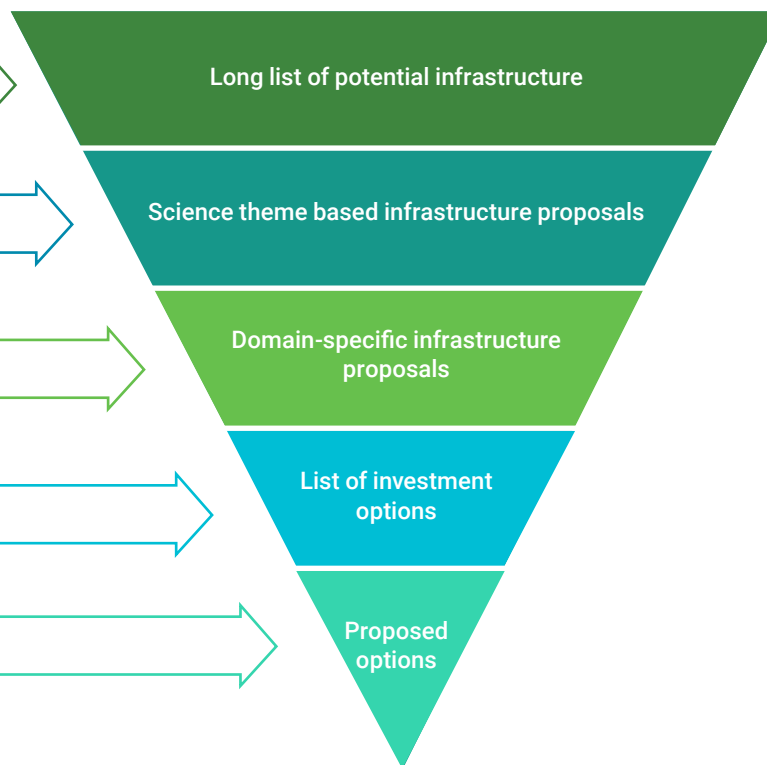 Long list of potential infrastructure
Science theme based infrastructure proposals
Domain-specific infrastructure
proposals
List of investment
options
Proposed
options